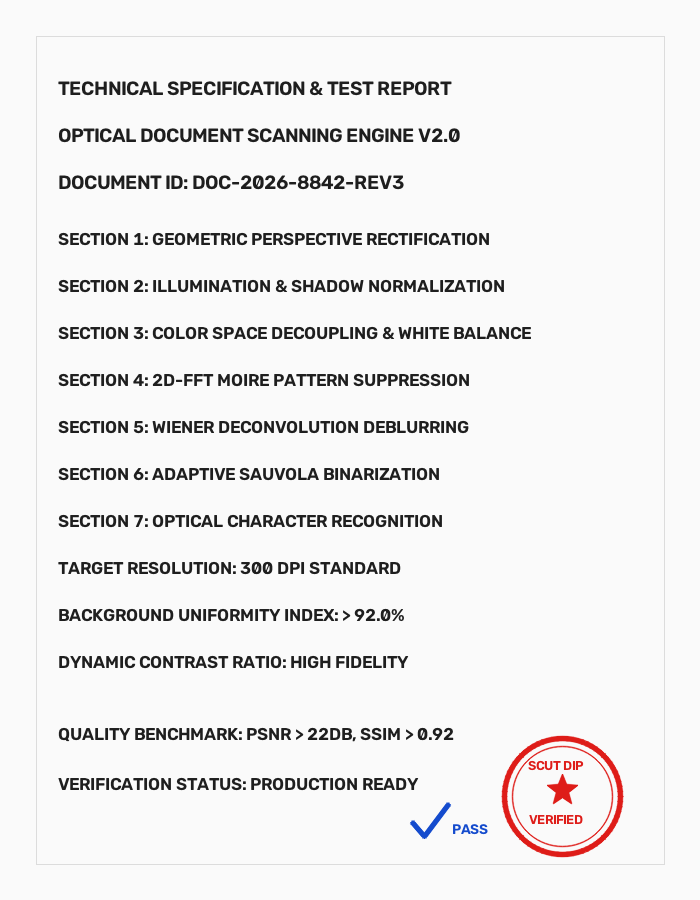 TECHNICAL SPECIFICATION & TEST REPORT
OPTICAL DOCUMENT SCANNING ENGINE V2.0
DOCUMENT ID: DOC-2026-8842-REV3
SECTION 1: GEOMETRIC PERSPECTIVE RECTIFICATION
SECTION 2: ILLUMINATION & SHADOW NORMALIZATION
SECTION 3: COLOR SPACE DECOUPLING & WHITE BALANCE
SECTION 4: 2D-FFT MOIRE PATTERN SUPPRESSION
SECTION 5: WIENER DECONVOLUTION DEBLURRING
SECTION 6: ADAPTIVE SAUVOLA BINARIZATION
SECTION 7: OPTICAL CHARACTER RECOGNITION
TARGET RESOLUTION: 300 DPI STANDARD
BACKGROUND UNIFORMITY INDEX: > 92.0%
DYNAMIC CONTRAST RATIO: HIGH FIDELITY
QUALITY BENCHMARK: PSNR > 22DB, SSIM > 0.92
VERIFICATION STATUS: PRODUCTION READY
PASS
SCUT DIP
VERIFIED